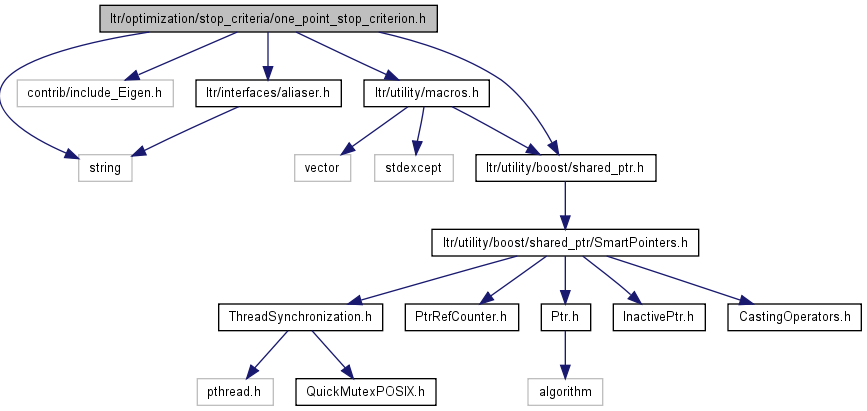 ltr/optimization/stop_criteria/one_point_stop_criterion.h
contrib/include_Eigen.h
ltr/interfaces/aliaser.h
ltr/utility/macros.h
string
vector
stdexcept
ltr/utility/boost/shared_ptr.h
ltr/utility/boost/shared_ptr/SmartPointers.h
ThreadSynchronization.h
PtrRefCounter.h
Ptr.h
InactivePtr.h
CastingOperators.h
pthread.h
QuickMutexPOSIX.h
algorithm